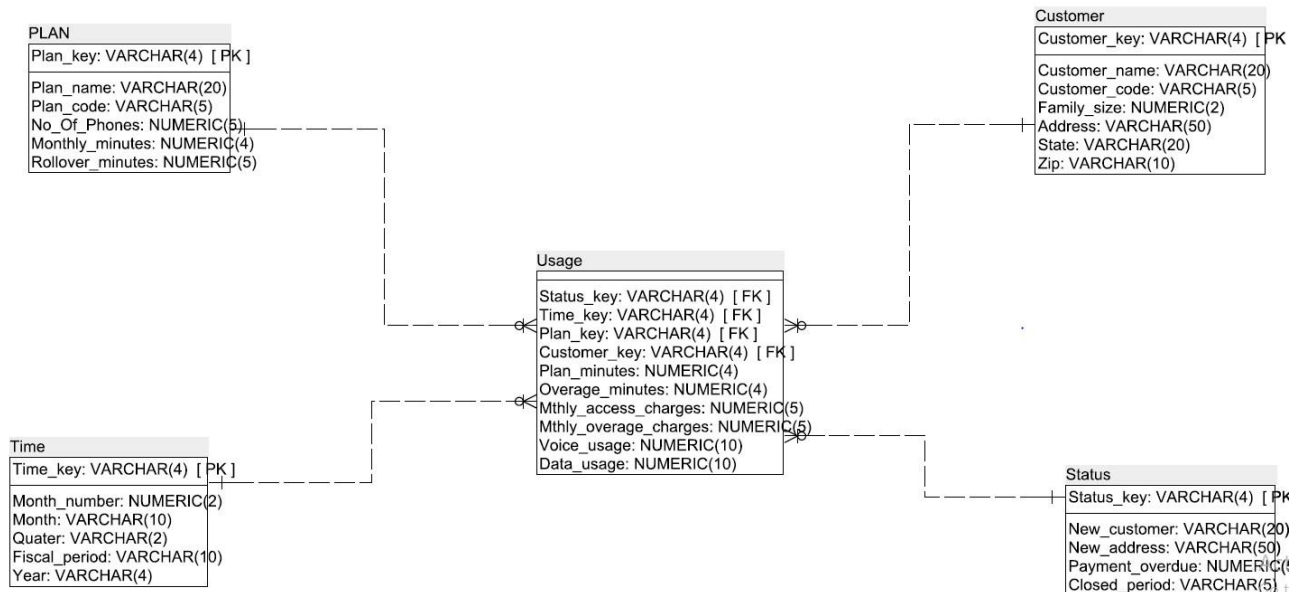 PLAN
Plan_key: VARCHAR(4) [ PK ]
Plan_name: VARCHAR(20)
Plan_code: VARCHAR(5)
No_Of_Phones: NUMERIC(5)
Monthly_minutes: NUMERIC(4)
Rollover_minutes: NUMERIC(5)
Customer
Customer_key: VARCHAR(4) [ PK
Customer_name: VARCHAR(20)
Customer_code: VARCHAR(5)
Family_size: NUMERIC(2)
Address: VARCHAR(50)
State: VARCHAR(20)
Zip: VARCHAR(10)
Usage
Status_key: VARCHAR(4) [ FK ]
Time_key: VARCHAR(4) [ FK ]
Plan_key: VARCHAR(4) [ FK ]
Customer_key: VARCHAR(4) [ FK ]
Plan_minutes: NUMERIC(4)
Overage_minutes: NUMERIC(4)
Mthly_access_charges: NUMERIC(5)
Mthly_overage_charges: NUMERIC(5)
Voice_usage: NUMERIC(10)
Data_usage: NUMERIC(10)
Time
Time_key: VARCHAR(4) [ PK ]
Month_number: NUMERIC(2)
Month: VARCHAR(10)
Quater: VARCHAR(2)
Fiscal_period: VARCHAR(10)
Year: VARCHAR(4)
Status
Status_key: VARCHAR(4) [ PK
New_customer: VARCHAR(20)
New_address: VARCHAR(50)
Payment_overdue: NUMERIC(5
Closed_period: VARCHAR(5)